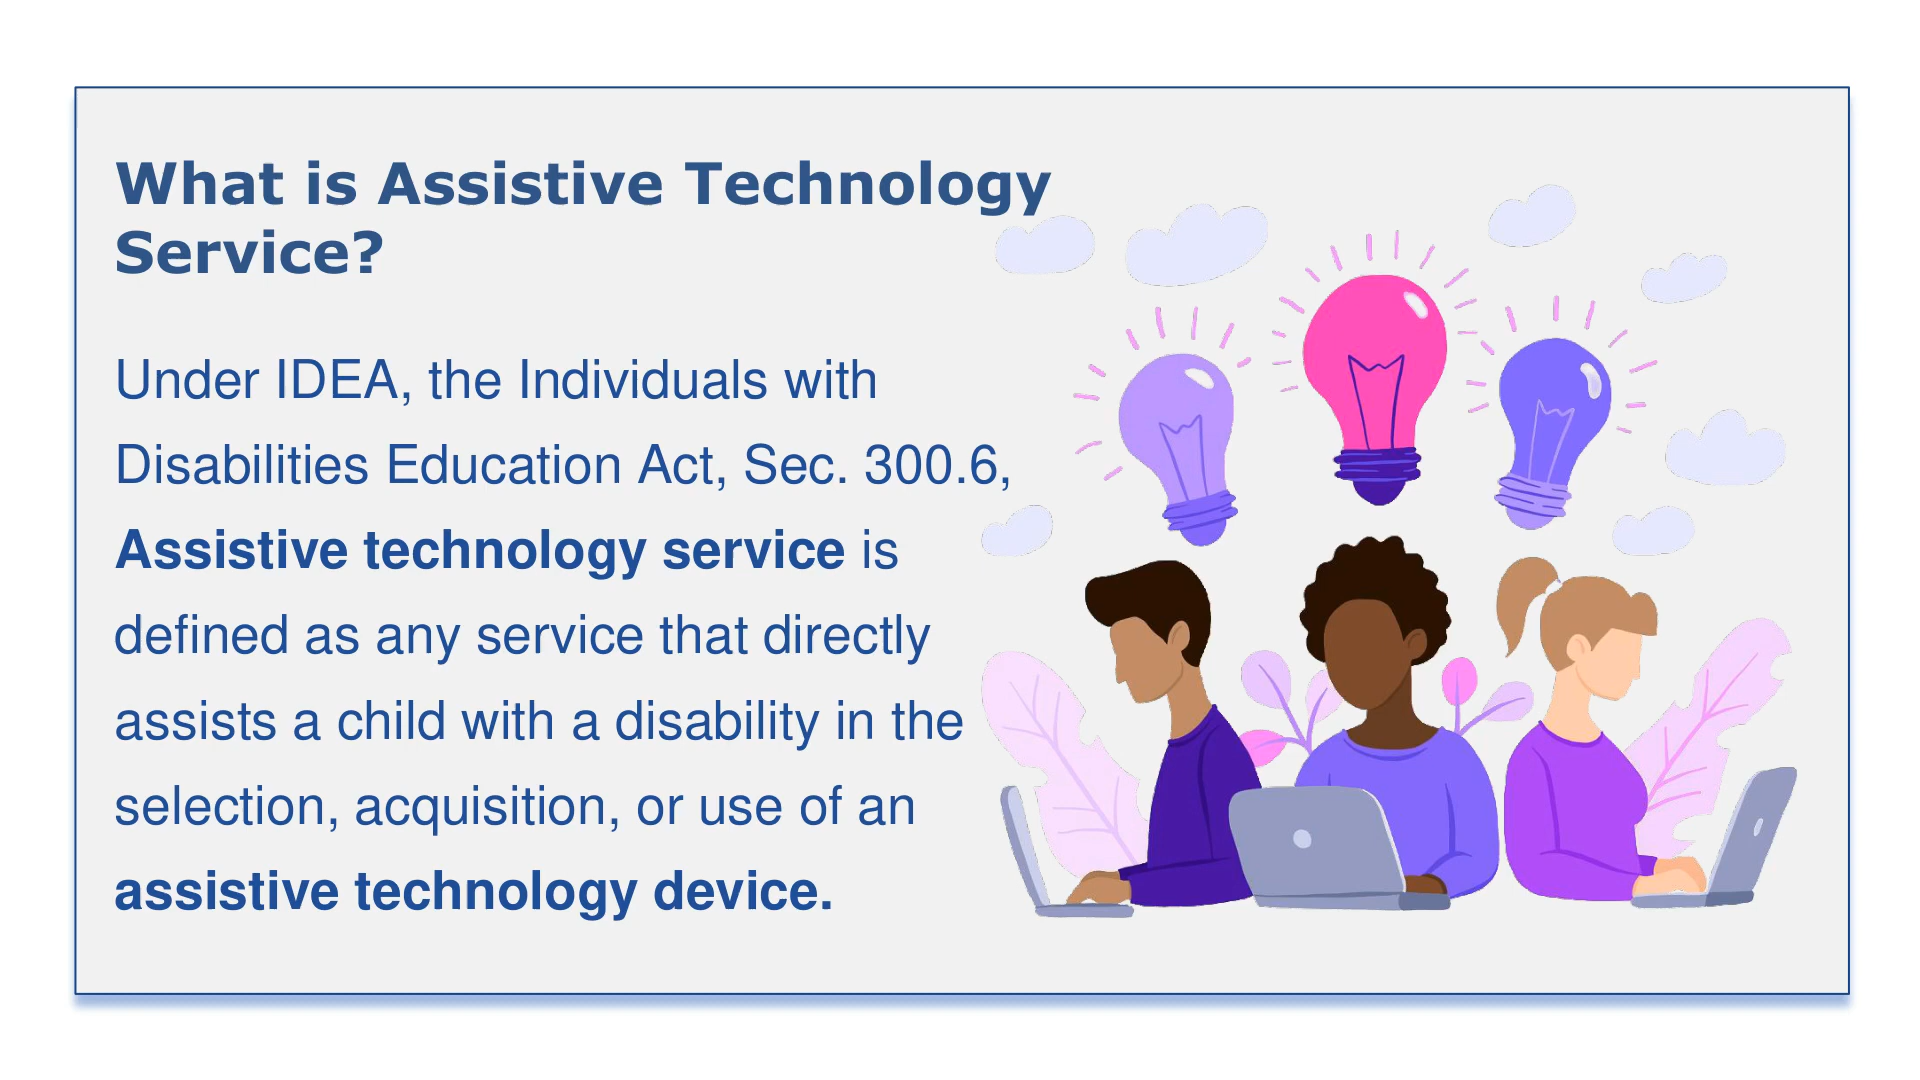 What is Assistive Technology
Service?
Under IDEA, the Individuals with
Disabilities Education Act, Sec. 300.6,
Assistive technology service is
defined as any service that directly
assists a child with a disability in the
selection, acquisition, or use of an
assistive technology device.